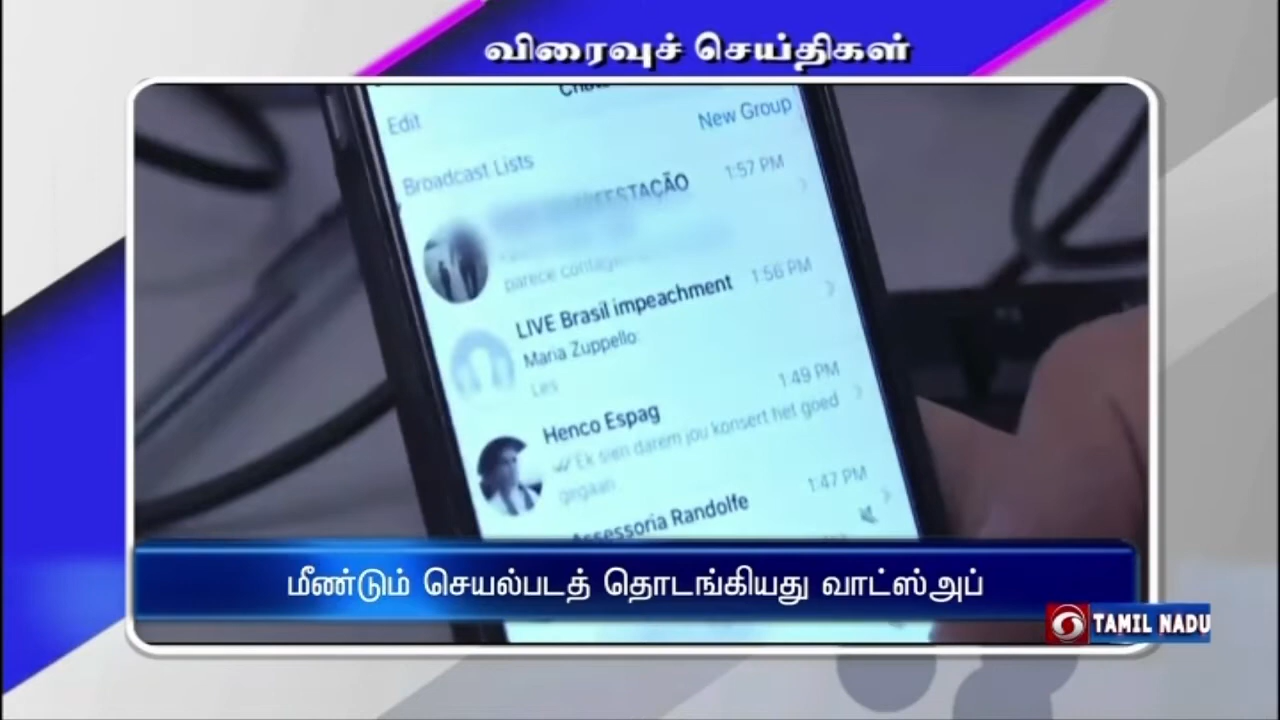 விரைவுச் செய்திகள்
Edit
New Group
Broadcast Lists
1:57 PM
parece
LIVE Brasil impeachment
1:56 PM
Maria Zuppello
Les
Henco Espag
1:49 PM
Ek sien darem jou konsert het goed
gegaan
Assessoria Randolfe
1:47 PM
மீண்டும் செயல்படத் தொடங்கியது வாட்ஸ்அப்
TAMIL NADU